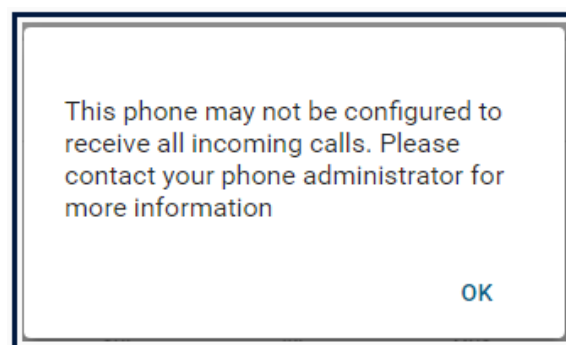 This phone may not be configured to
receive all incoming calls. Please
contact your phone administrator for
more information
OK